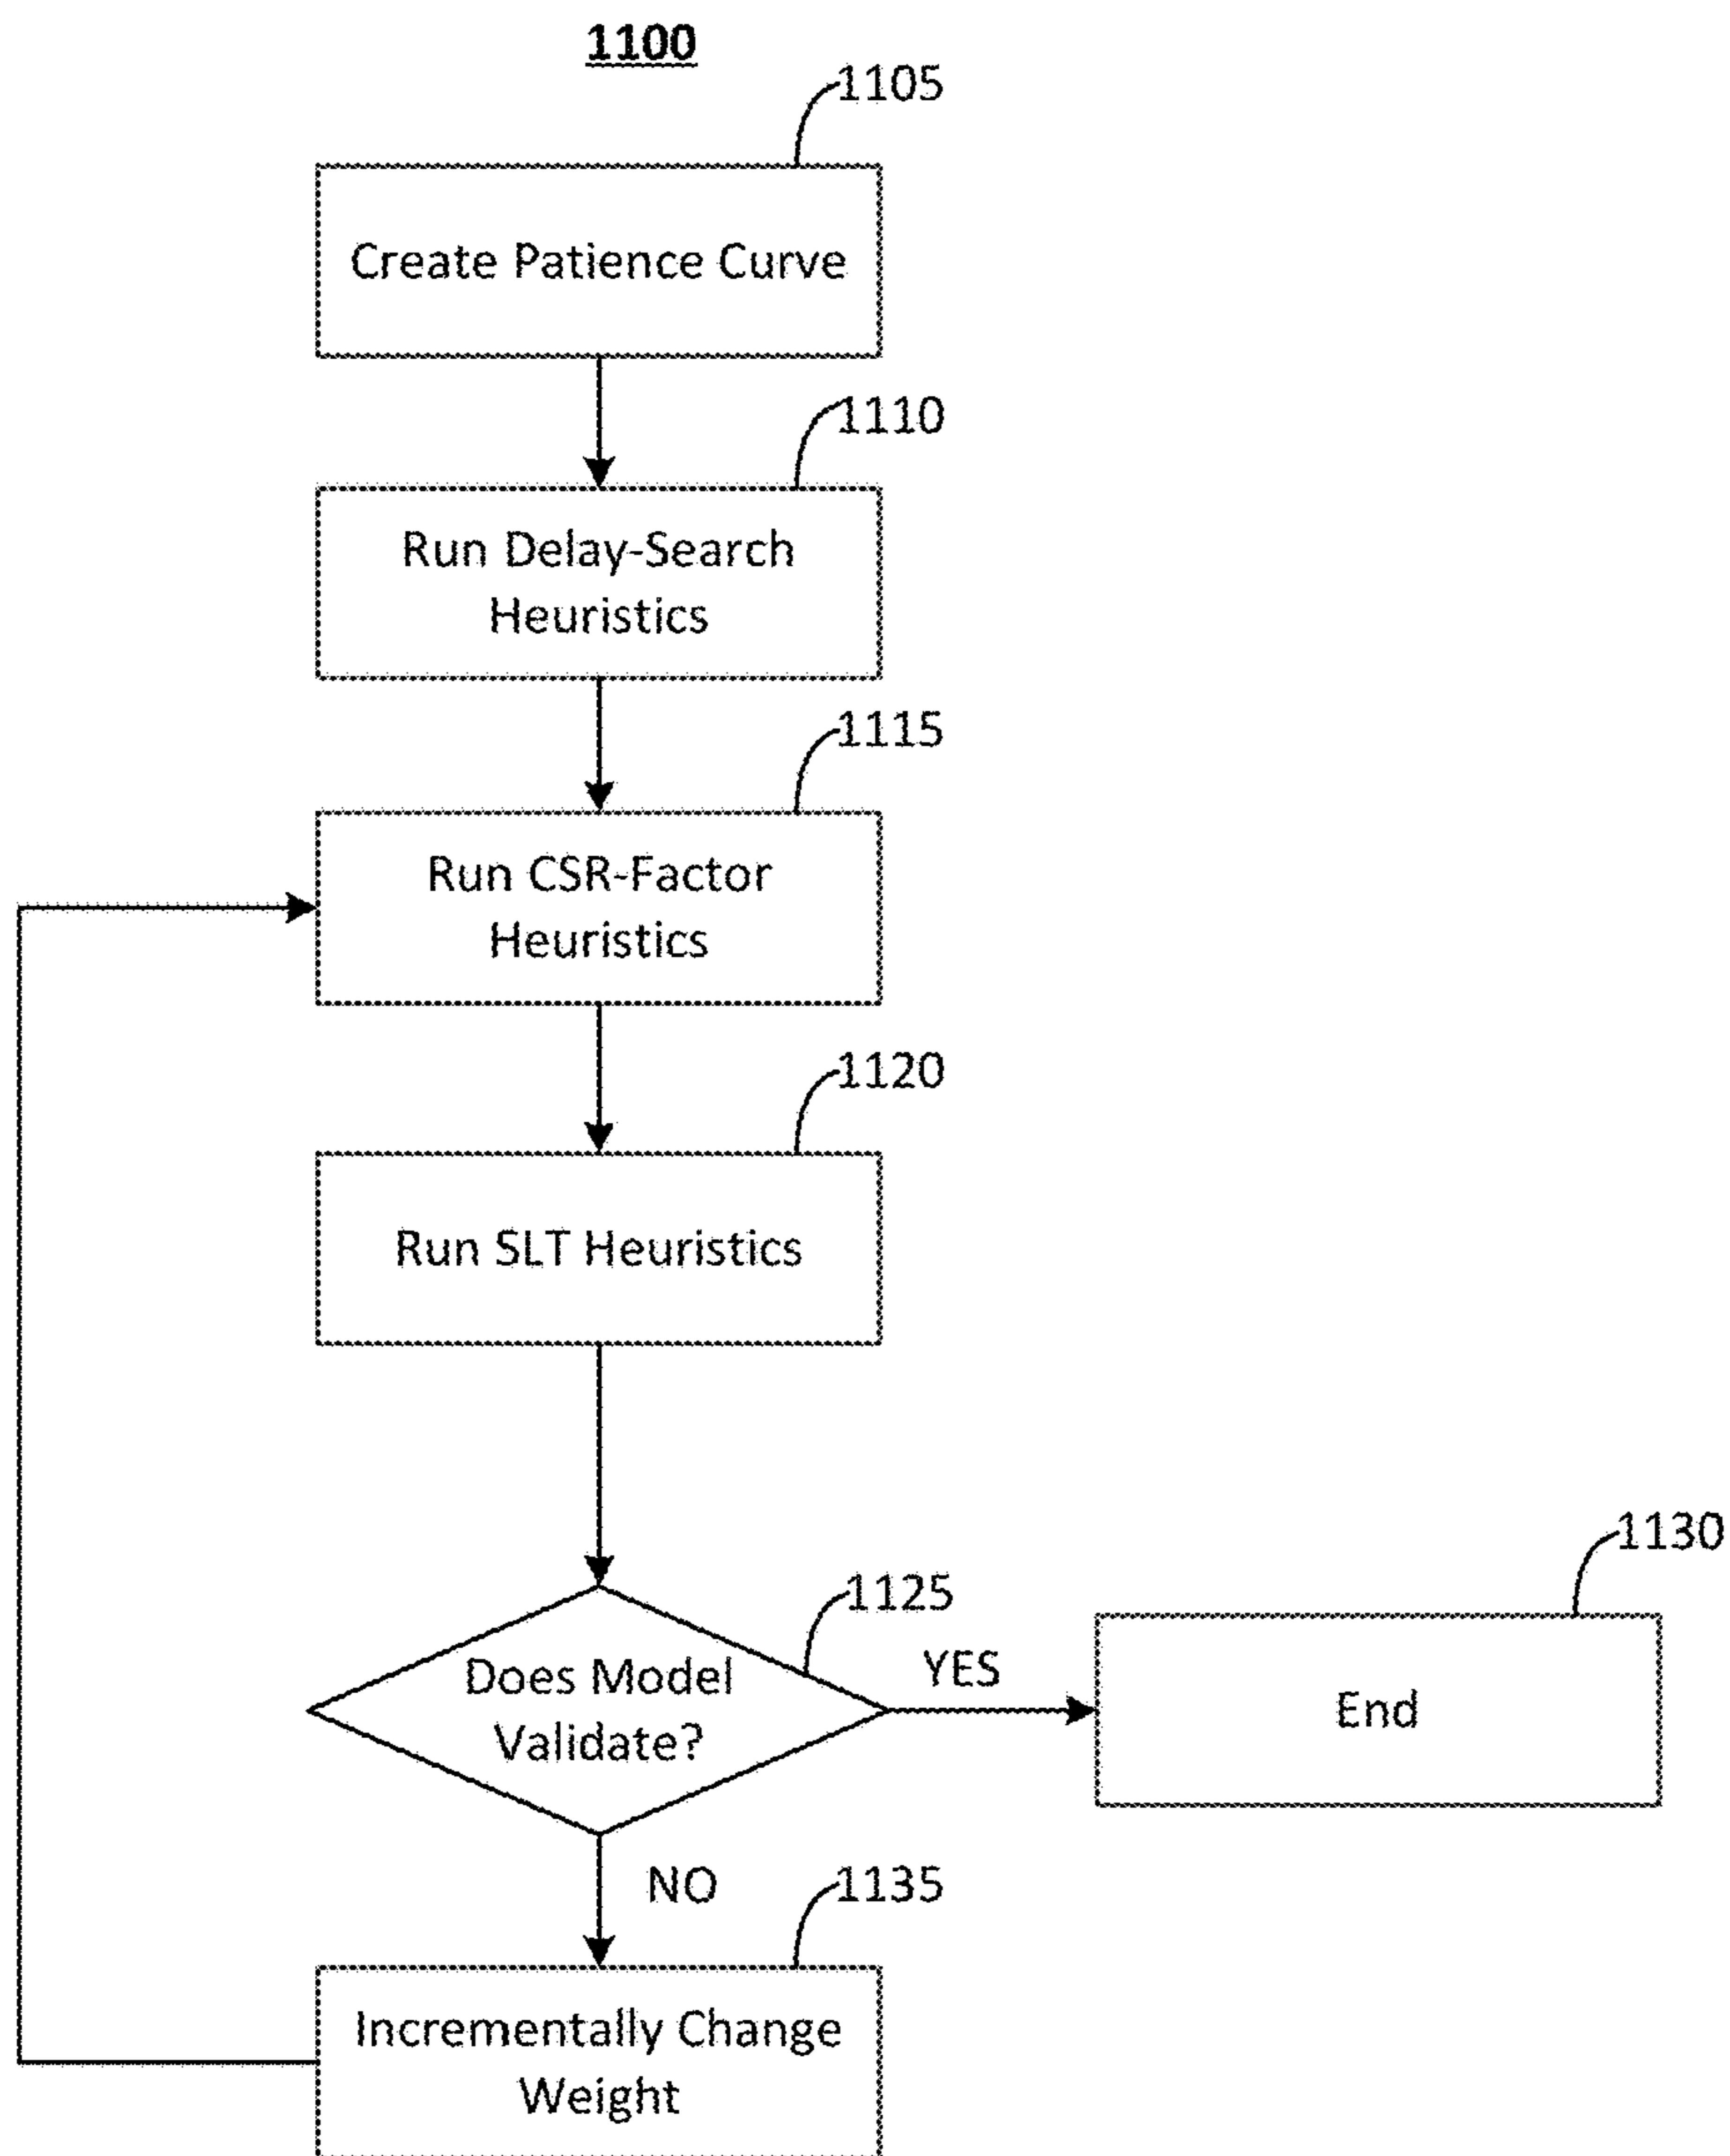 1100
1105
Create Patience Curve
1110
Run Delay-Search
Heuristics
1115
Run CSR-Factor
Heuristics
1120
Run SLT Heuristics
1125
Does Model
Validate?
YES
1130
End
NO
1135
Incrementally Change
Weight